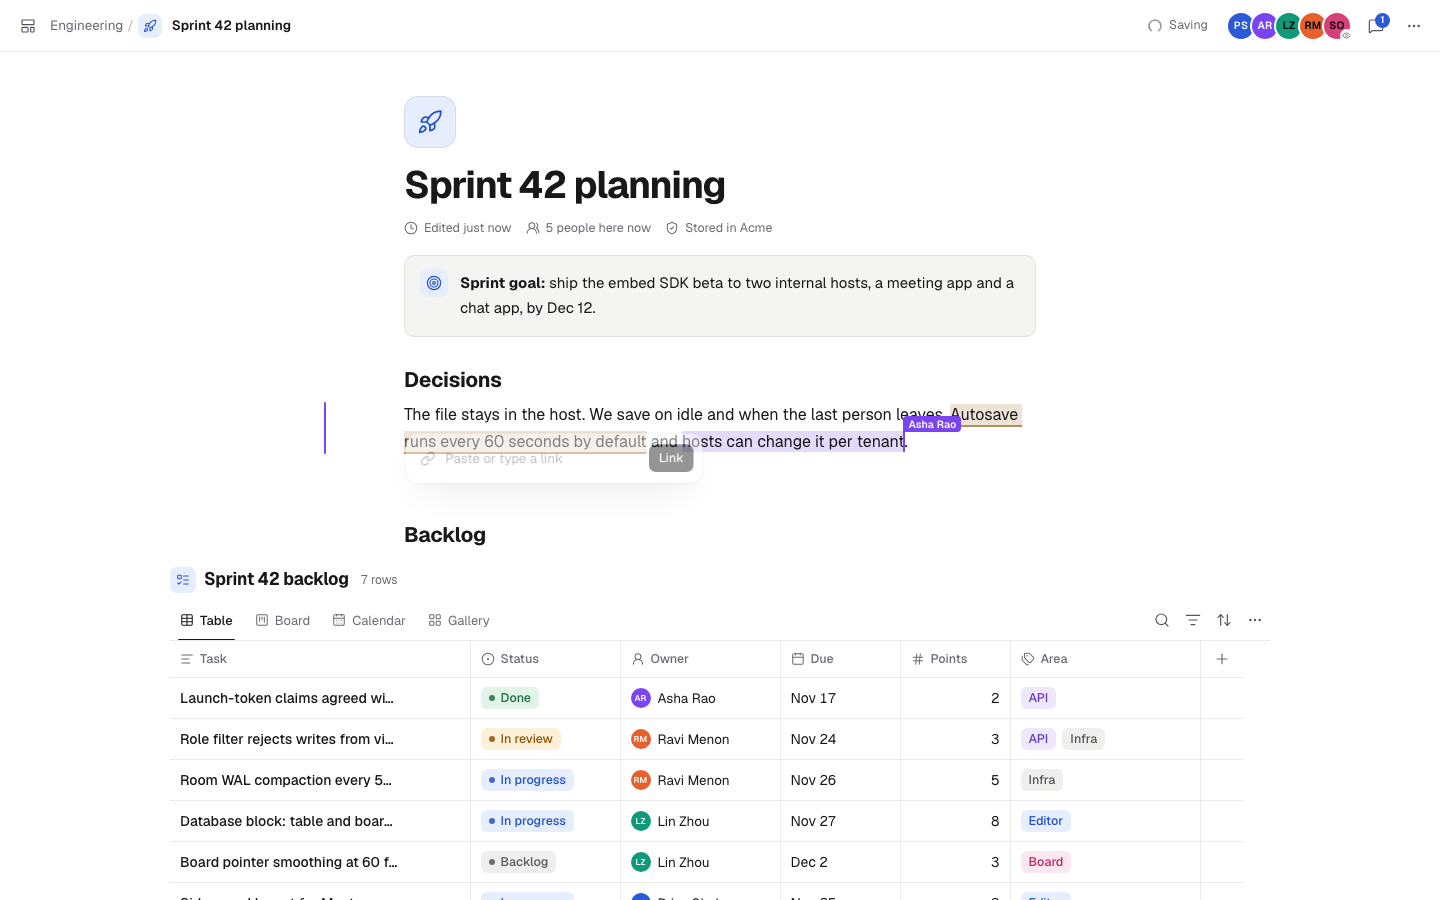 Engineering / Sprint 42 planning
Saving
PS AR LZ RM SO
1
Sprint 42 planning
Edited just now 5 people here now Stored in Acme
Sprint goal: ship the embed SDK beta to two internal hosts, a meeting app and a
chat app, by Dec 12.
Decisions
The file stays in the host. We save on idle and when the last person leaves. Autosave
Asha Rao
runs every 60 seconds by default and hosts can change it per tenant.
Paste or type a link Link
Backlog
Sprint 42 backlog 7 rows
Table Board Calendar Gallery
Task Status Owner Due Points Area
Launch-token claims agreed wi... Done AR Asha Rao Nov 17 2 API
Role filter rejects writes from vi... In review RM Ravi Menon Nov 24 3 API Infra
Room WAL compaction every 5... In progress RM Ravi Menon Nov 26 5 Infra
Database block: table and boar... In progress LZ Lin Zhou Nov 27 8 Editor
Board pointer smoothing at 60 f... Backlog LZ Lin Zhou Dec 2 3 Board